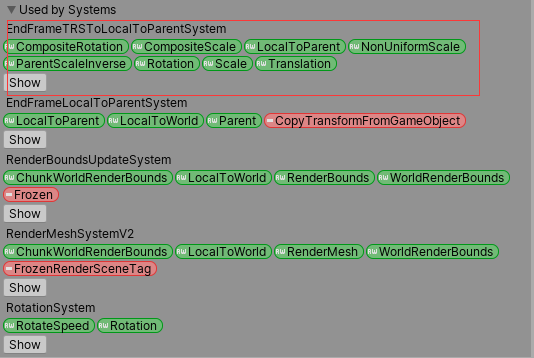 Used by Systems
EndFrameTRSToLocalToParentSystem
RW CompositeRotation RW CompositeScale RW LocalToParent RW NonUniformScale
RW ParentScaleInverse RW Rotation RW Scale RW Translation
Show
EndFrameLocalToParentSystem
RW LocalToParent RW LocalToWorld RW Parent CopyTransformFromGameObject
Show
RenderBoundsUpdateSystem
RW ChunkWorldRenderBounds RW LocalToWorld RW RenderBounds RW WorldRenderBounds
Frozen
Show
RenderMeshSystemV2
RW ChunkWorldRenderBounds RW LocalToWorld RW RenderMesh RW WorldRenderBounds
FrozenRenderSceneTag
Show
RotationSystem
RW RotateSpeed RW Rotation
Show